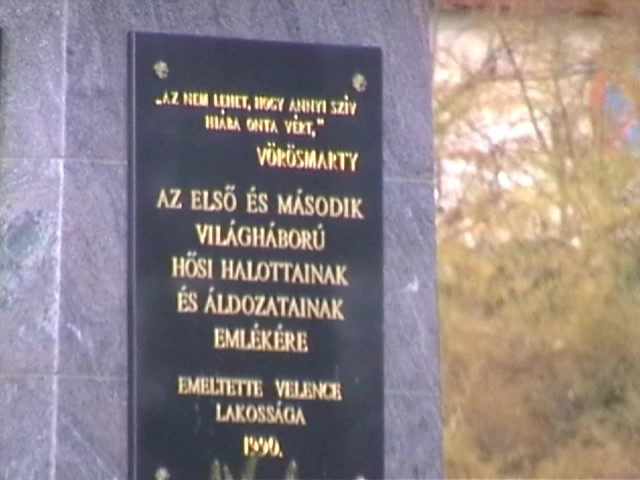 „AZ NEM LEHET, HOGY ANNYI SZÍV
HIÁBA ONTA VÉRT,"
VÖRÖSMARTY
AZ ELSŐ ÉS MÁSODIK
VILÁGHÁBORÚ
HŐSI HALOTTAINAK
ÉS ÁLDOZATAINAK
EMLÉKÉRE
EMELTETTE VELENCE
LAKOSSÁGA
1990.